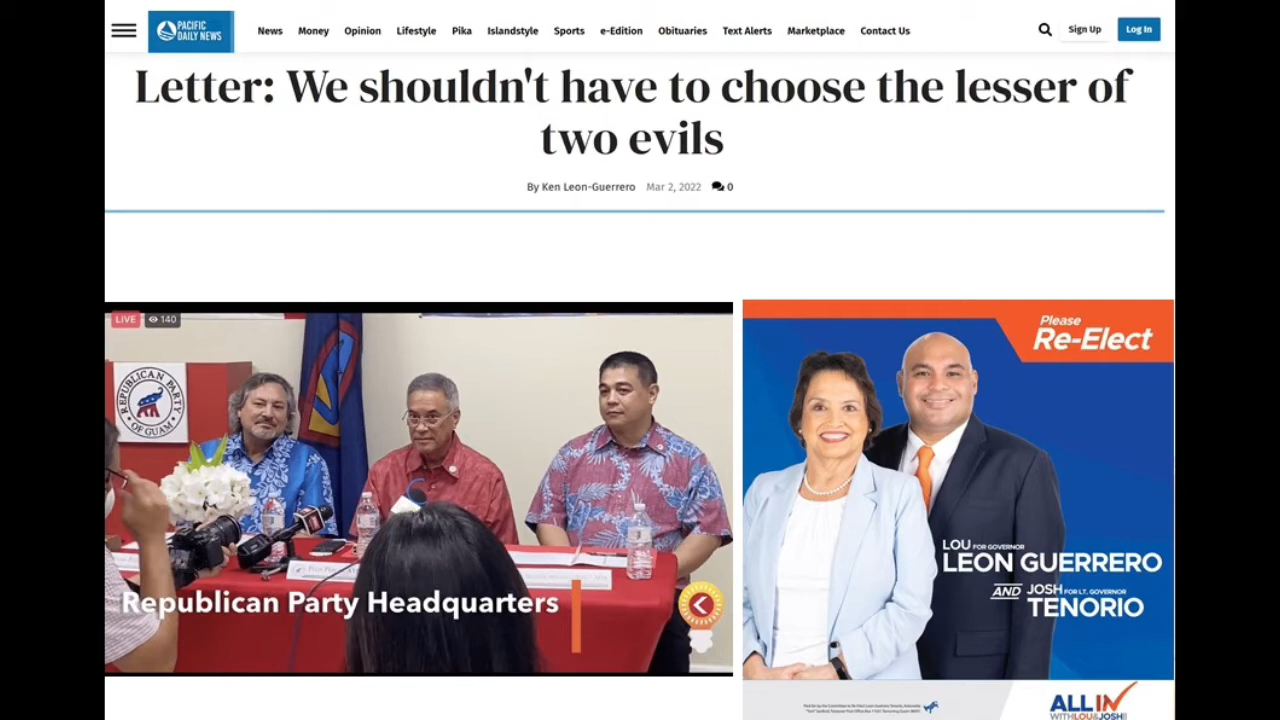 PACIFIC
DAILY NEWS
News Money Opinion Lifestyle Pika Islandstyle Sports e-Edition Obituaries Text Alerts Marketplace Contact Us
Sign Up Log In
Letter: We shouldn't have to choose the lesser of
two evils
By Ken Leon-Guerrero Mar 2, 2022 0
LIVE 140
REPUBLICAN PARTY
OF GUAM
Republican Party Headquarters
Please
Re-Elect
LOU FOR GOVERNOR
LEON GUERRERO
AND JOSH FOR LT. GOVERNOR
TENORIO
ALL IN
WITH LOU & JOSH